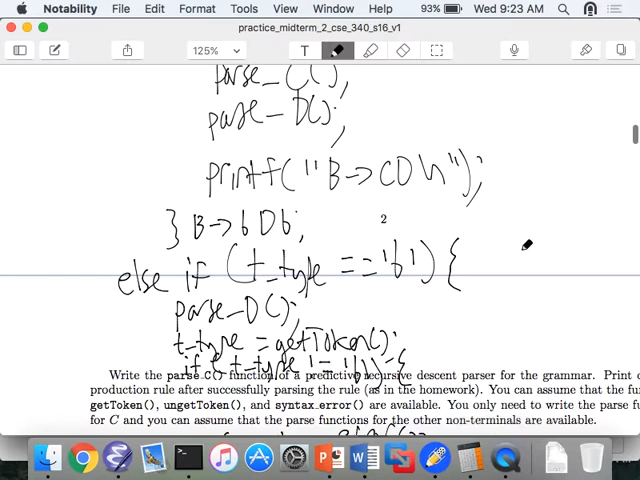 Notability File Edit Format Tools Window Help 93% Wed 9:23 AM
practice_midterm_2_cse_340_s16_v1
125%
T
parse_C();
parse_D();
printf("B->CD\n");
} B->bDb;
2
else if (t_type =='b') {
parse_D();
t_type = getToken();
if (t_type != 'b') {
Write the parse_C() function of a predictive recursive descent parser for the grammar. Print
production rule after successfully parsing the rule (as in the homework). You can assume that the fu
getToken(), ungetToken(), and syntax_error() are available. You only need to write the parse fu
for C and you can assume that the parse functions for the other non-terminals are available.